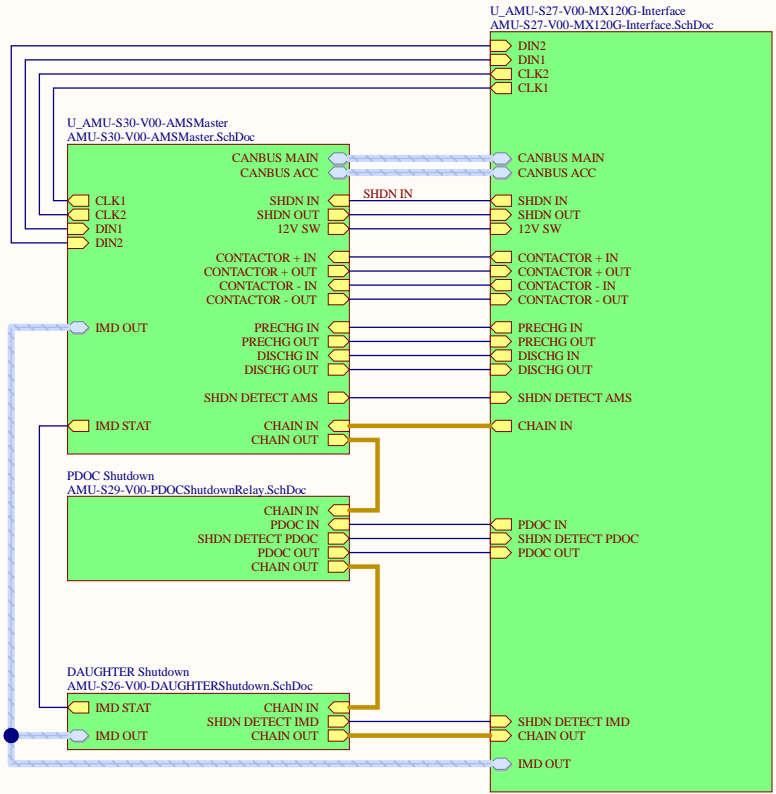 U_AMU-S27-V00-MX120G-Interface
AMU-S27-V00-MX120G-Interface.SchDoc
DIN2
DIN1
CLK2
CLK1
CANBUS MAIN
CANBUS ACC
SHDN IN
SHDN OUT
12V SW
CONTACTOR + IN
CONTACTOR + OUT
CONTACTOR - IN
CONTACTOR - OUT
PRECHG IN
PRECHG OUT
DISCHG IN
DISCHG OUT
SHDN DETECT AMS
CHAIN IN
PDOC IN
SHDN DETECT PDOC
PDOC OUT
SHDN DETECT IMD
CHAIN OUT
IMD OUT
U_AMU-S30-V00-AMSMaster
AMU-S30-V00-AMSMaster.SchDoc
CLK1
CLK2
DIN1
DIN2
IMD OUT
IMD STAT
CANBUS MAIN
CANBUS ACC
SHDN IN
SHDN OUT
12V SW
CONTACTOR + IN
CONTACTOR + OUT
CONTACTOR - IN
CONTACTOR - OUT
PRECHG IN
PRECHG OUT
DISCHG IN
DISCHG OUT
SHDN DETECT AMS
CHAIN IN
CHAIN OUT
SHDN IN
PDOC Shutdown
AMU-S29-V00-PDOCShutdownRelay.SchDoc
CHAIN IN
PDOC IN
SHDN DETECT PDOC
PDOC OUT
CHAIN OUT
DAUGHTER Shutdown
AMU-S26-V00-DAUGHTERShutdown.SchDoc
IMD STAT
IMD OUT
CHAIN IN
SHDN DETECT IMD
CHAIN OUT